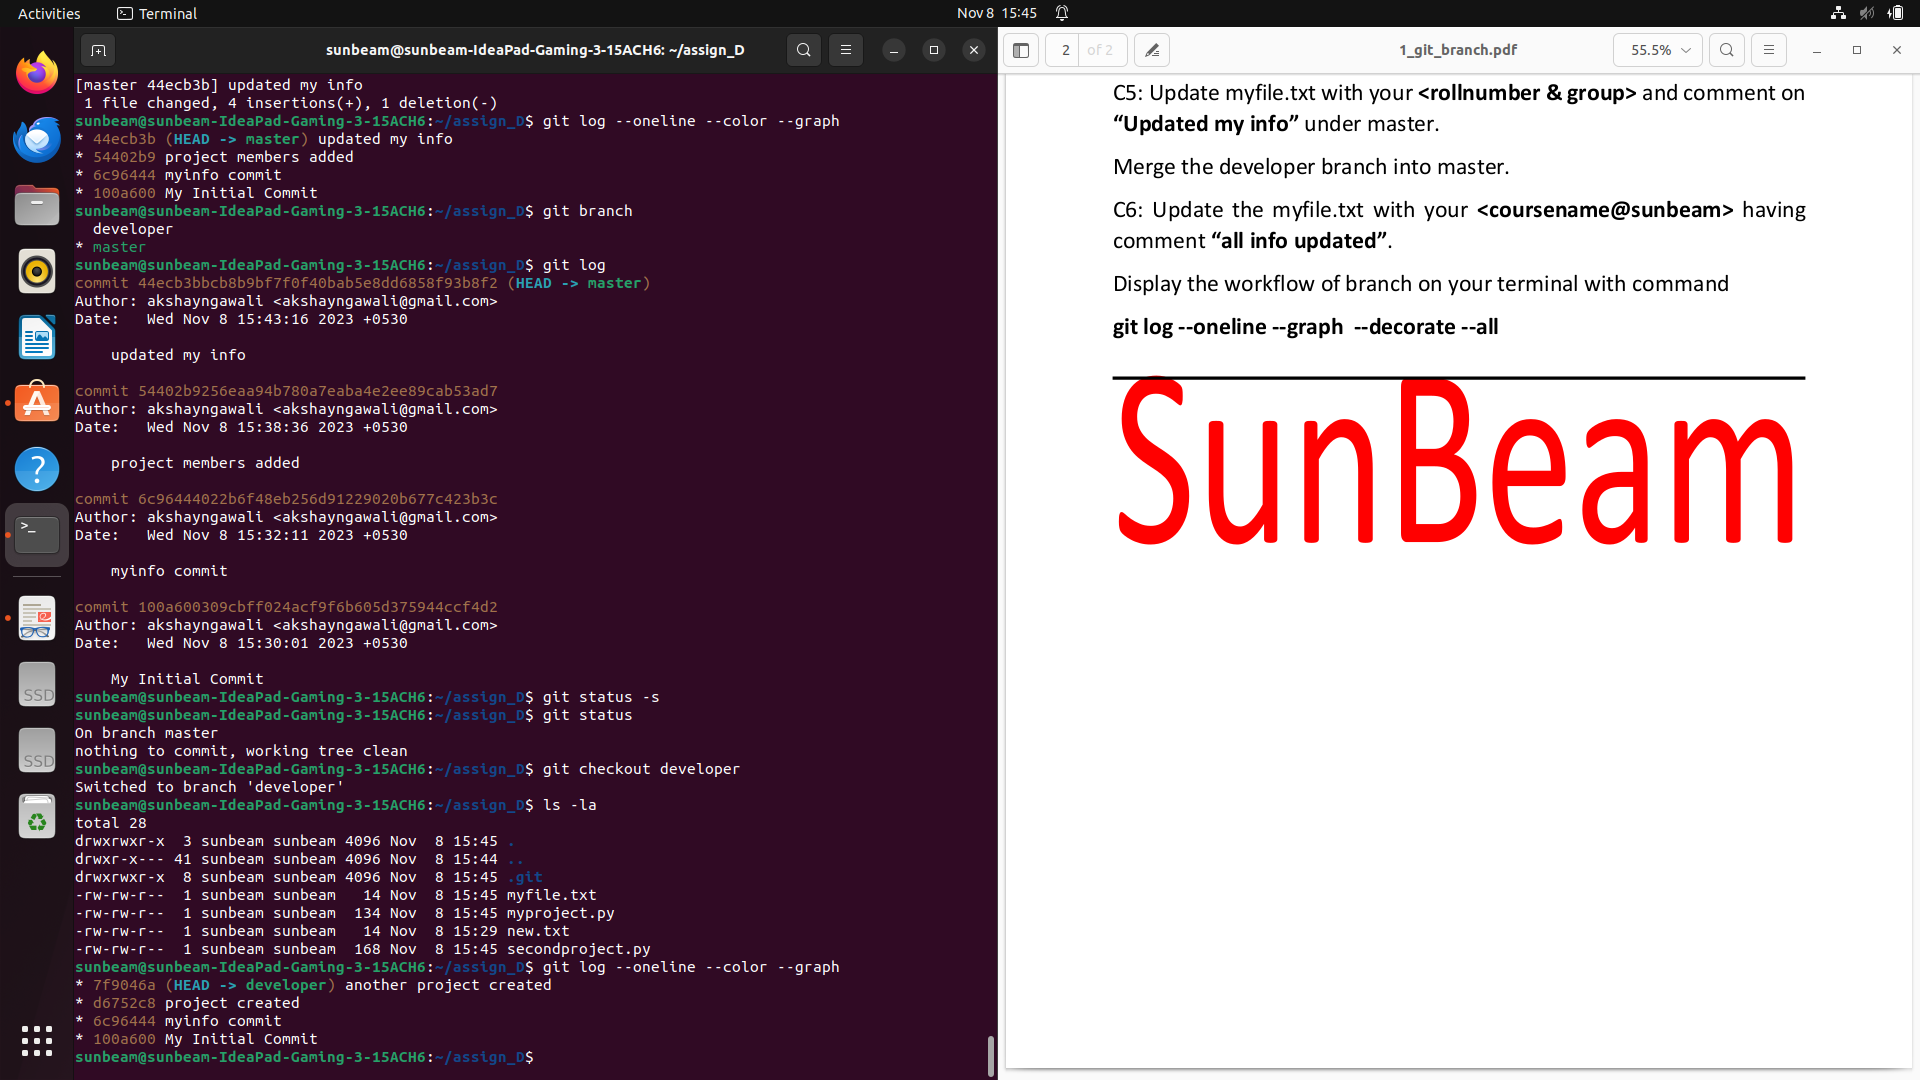 Activities
Terminal
Nov 8 15:45
sunbeam@sunbeam-IdeaPad-Gaming-3-15ACH6: ~/assign_D
[master 44ecb3b] updated my info
 1 file changed, 4 insertions(+), 1 deletion(-)
sunbeam@sunbeam-IdeaPad-Gaming-3-15ACH6:~/assign_D$ git log --oneline --color --graph
* 44ecb3b (HEAD -> master) updated my info
* 54402b9 project members added
* 6c96444 myinfo commit
* 100a600 My Initial Commit
sunbeam@sunbeam-IdeaPad-Gaming-3-15ACH6:~/assign_D$ git branch
  developer
* master
sunbeam@sunbeam-IdeaPad-Gaming-3-15ACH6:~/assign_D$ git log
commit 44ecb3bbcb8b9bf7f0f40bab5e8dd6858f93b8f2 (HEAD -> master)
Author: akshayngawali <akshayngawali@gmail.com>
Date:   Wed Nov 8 15:43:16 2023 +0530
    updated my info
commit 54402b9256eaa94b780a7eaba4e2ee89cab53ad7
Author: akshayngawali <akshayngawali@gmail.com>
Date:   Wed Nov 8 15:38:36 2023 +0530
    project members added
commit 6c96444022b6f48eb256d91229020b677c423b3c
Author: akshayngawali <akshayngawali@gmail.com>
Date:   Wed Nov 8 15:32:11 2023 +0530
    myinfo commit
commit 100a600309cbff024acf9f6b605d375944ccf4d2
Author: akshayngawali <akshayngawali@gmail.com>
Date:   Wed Nov 8 15:30:01 2023 +0530
    My Initial Commit
sunbeam@sunbeam-IdeaPad-Gaming-3-15ACH6:~/assign_D$ git status -s
sunbeam@sunbeam-IdeaPad-Gaming-3-15ACH6:~/assign_D$ git status
On branch master
nothing to commit, working tree clean
sunbeam@sunbeam-IdeaPad-Gaming-3-15ACH6:~/assign_D$ git checkout developer
Switched to branch 'developer'
sunbeam@sunbeam-IdeaPad-Gaming-3-15ACH6:~/assign_D$ ls -la
total 28
drwxrwxr-x  3 sunbeam sunbeam 4096 Nov  8 15:45 .
drwxr-x--- 41 sunbeam sunbeam 4096 Nov  8 15:44 ..
drwxrwxr-x  8 sunbeam sunbeam 4096 Nov  8 15:45 .git
-rw-rw-r--  1 sunbeam sunbeam   14 Nov  8 15:45 myfile.txt
-rw-rw-r--  1 sunbeam sunbeam  134 Nov  8 15:45 myproject.py
-rw-rw-r--  1 sunbeam sunbeam   14 Nov  8 15:29 new.txt
-rw-rw-r--  1 sunbeam sunbeam  168 Nov  8 15:45 secondproject.py
sunbeam@sunbeam-IdeaPad-Gaming-3-15ACH6:~/assign_D$ git log --oneline --color --graph
* 7f9046a (HEAD -> developer) another project created
* d6752c8 project created
* 6c96444 myinfo commit
* 100a600 My Initial Commit
sunbeam@sunbeam-IdeaPad-Gaming-3-15ACH6:~/assign_D$
SSD
SSD
2 of 2
1_git_branch.pdf
55.5%
C5: Update myfile.txt with your <rollnumber & group> and comment on
“Updated my info” under master.
Merge the developer branch into master.
C6: Update the myfile.txt with your <coursename@sunbeam> having
comment “all info updated”.
Display the workflow of branch on your terminal with command
git log --oneline --graph  --decorate --all
SunBeam